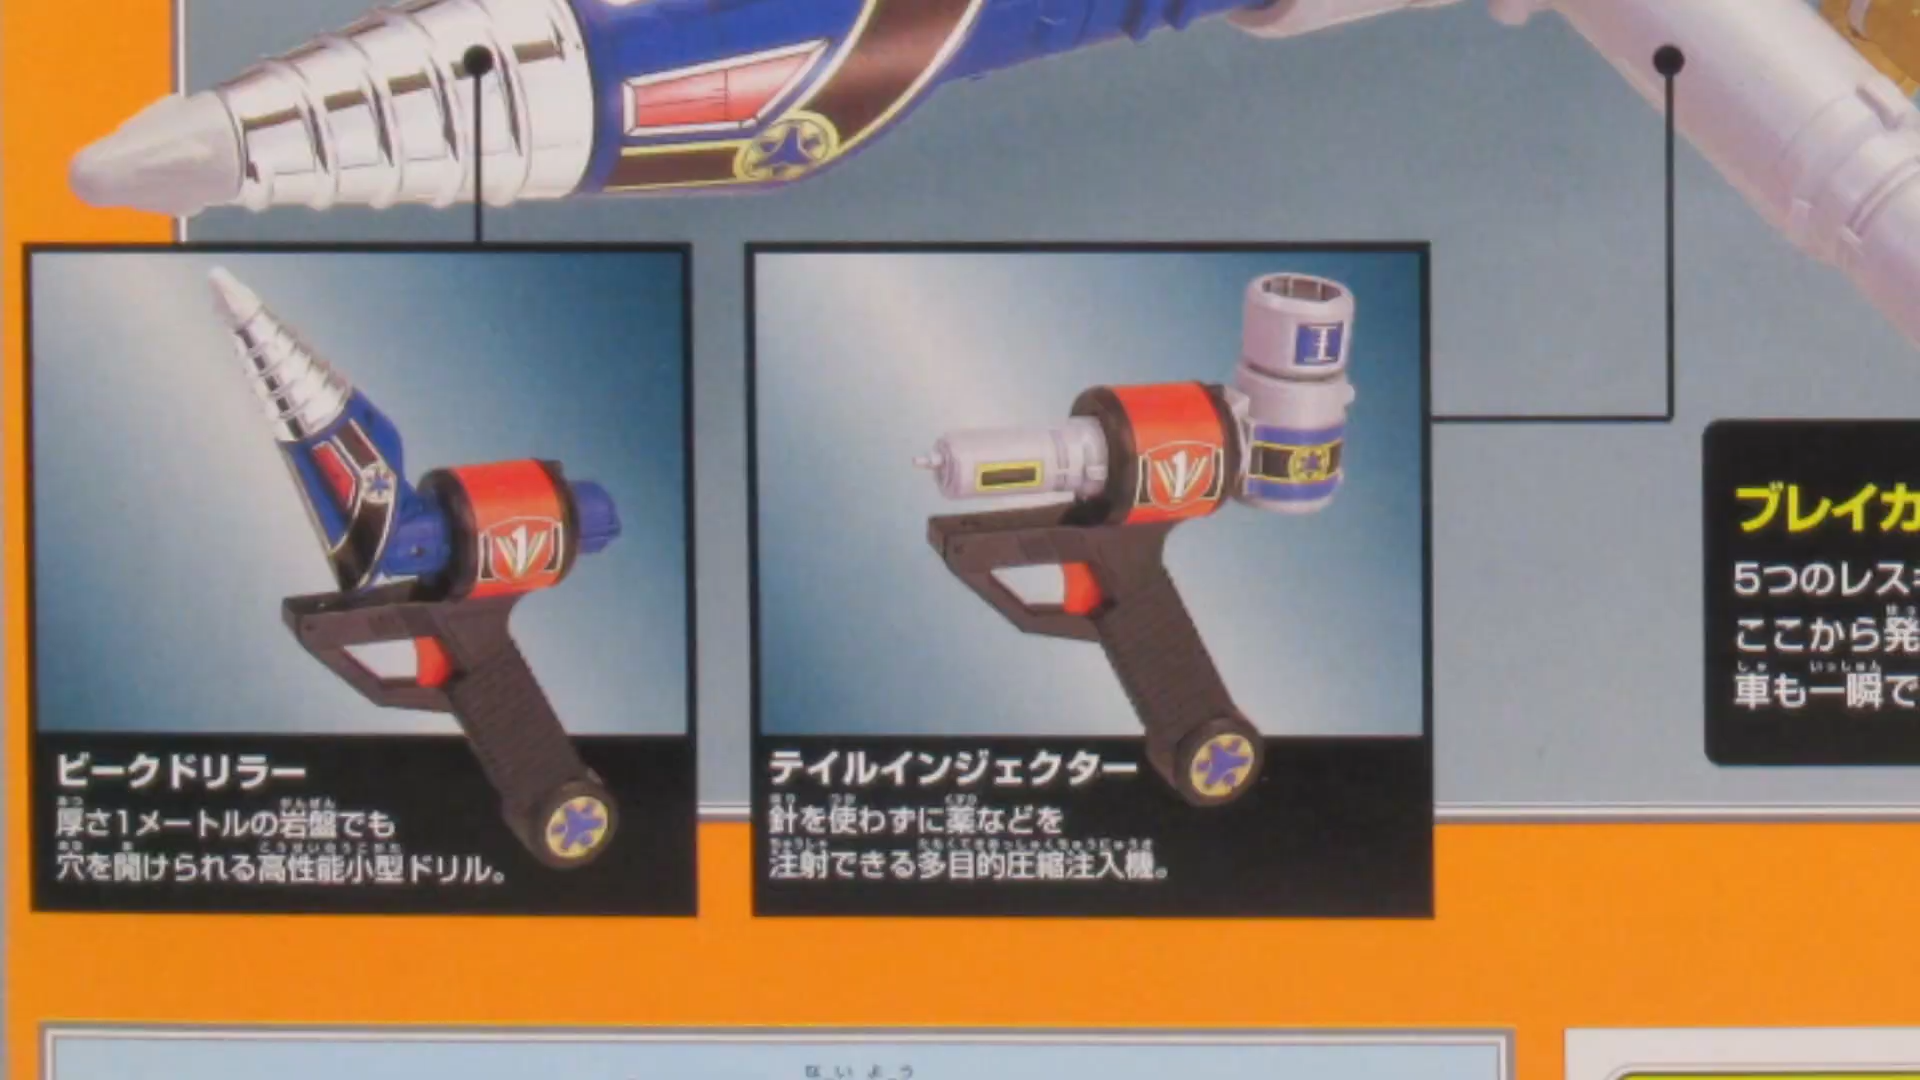 ビークドリラー
厚さ1メートルの岩盤でも
穴を開けられる高性能小型ドリル。
テイルインジェクター
針を使わずに薬などを
注射できる多目的圧縮注入機。
ブレイカ
5つのレス
ここから発
車も一瞬で
ないよう